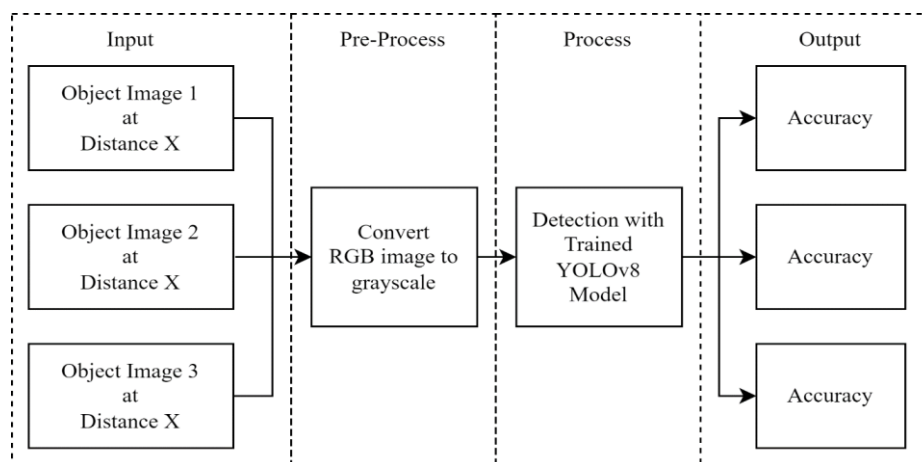 Input
Pre-Process
Process
Output
Object Image 1
at
Distance X
Object Image 2
at
Distance X
Object Image 3
at
Distance X
Convert
RGB image to
grayscale
Detection with
Trained
YOLOv8
Model
Accuracy
Accuracy
Accuracy